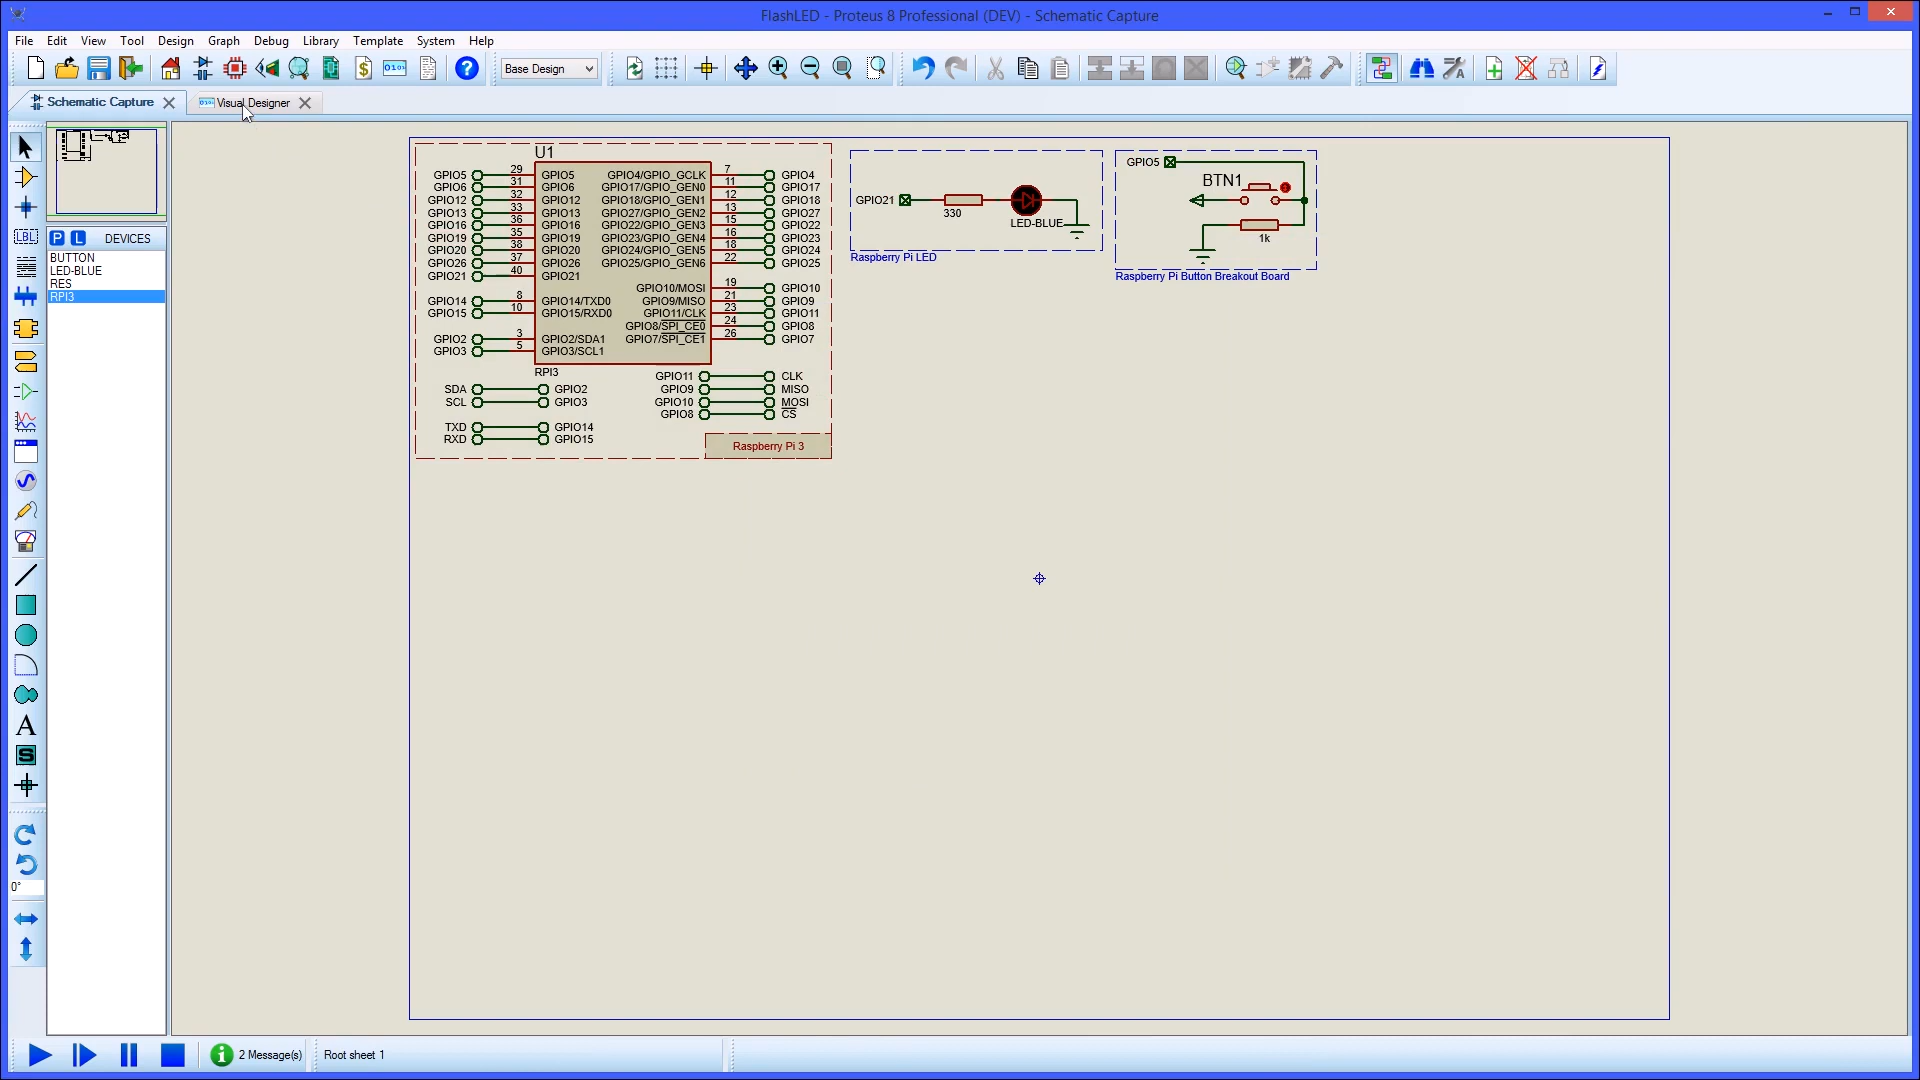 FlashLED - Proteus 8 Professional (DEV) - Schematic Capture
File Edit View Tool Design Graph Debug Library Template System Help
Base Design
Schematic Capture
Visual Designer
P L DEVICES
BUTTON
LED-BLUE
RES
RPI3
U1
GPIO5 29 GPIO5 GPIO4/GPIO_GCLK 7 GPIO4
GPIO6 31 GPIO6 GPIO17/GPIO_GEN0 11 GPIO17
GPIO12 32 GPIO12 GPIO18/GPIO_GEN1 12 GPIO18
GPIO13 33 GPIO13 GPIO27/GPIO_GEN2 13 GPIO27
GPIO16 36 GPIO16 GPIO22/GPIO_GEN3 15 GPIO22
GPIO19 35 GPIO19 GPIO23/GPIO_GEN4 16 GPIO23
GPIO20 38 GPIO20 GPIO24/GPIO_GEN5 18 GPIO24
GPIO26 37 GPIO26 GPIO25/GPIO_GEN6 22 GPIO25
GPIO21 40 GPIO21
GPIO10/MOSI 19 GPIO10
GPIO14 8 GPIO14/TXD0 GPIO9/MISO 21 GPIO9
GPIO15 10 GPIO15/RXD0 GPIO11/CLK 23 GPIO11
GPIO8/SPI_CE0 24 GPIO8
GPIO2 3 GPIO2/SDA1 GPIO7/SPI_CE1 26 GPIO7
GPIO3 5 GPIO3/SCL1
RPI3
GPIO11 CLK
SDA GPIO2 GPIO9 MISO
SCL GPIO3 GPIO10 MOSI
GPIO8 CS
TXD GPIO14
RXD GPIO15
Raspberry Pi 3
GPIO21
330
LED-BLUE
Raspberry Pi LED
GPIO5
BTN1
1k
Raspberry Pi Button Breakout Board
LBL
A
S
0°
2 Message(s)
Root sheet 1